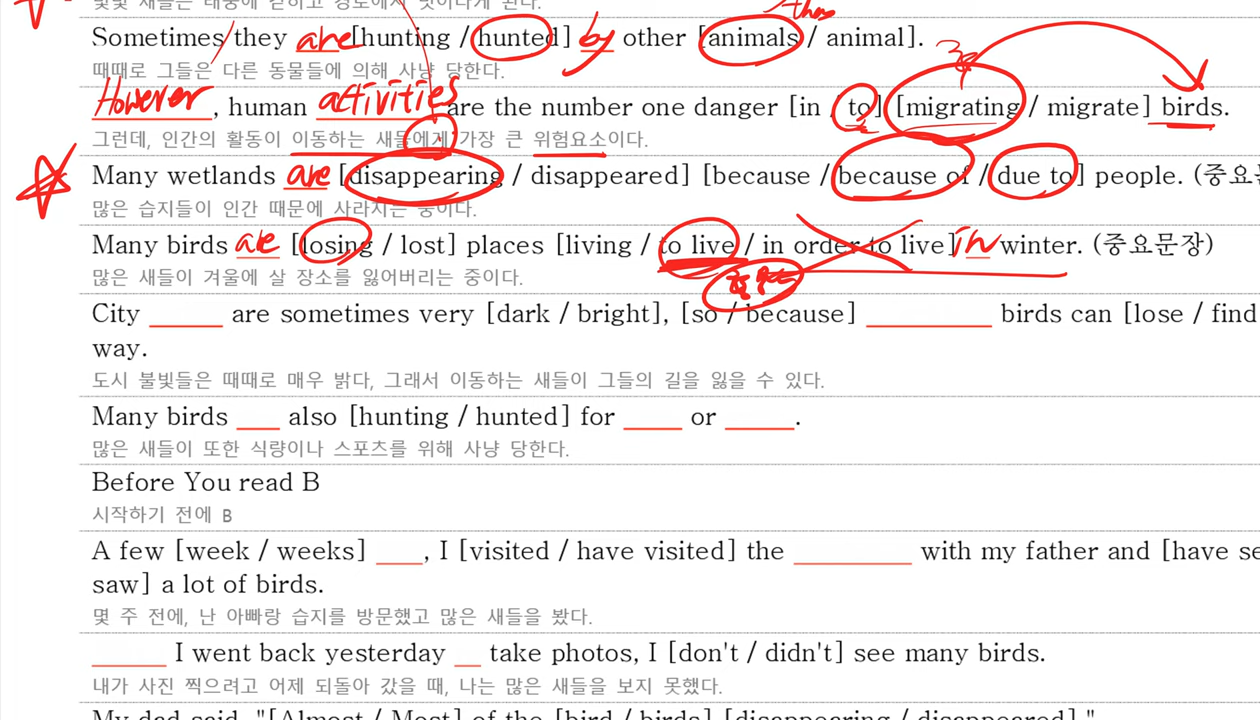 Sometimes they are [hunting / hunted] by other [animals / animal].
때때로 그들은 다른 동물들에 의해 사냥 당한다.
However, human activities are the number one danger [in / to] [migrating / migrate] birds.
그런데, 인간의 활동이 이동하는 새들에게 가장 큰 위험요소이다.
Many wetlands are [disappearing / disappeared] [because / because of / due to] people. (중요
많은 습지들이 인간 때문에 사라지는 중이다.
Many birds are [losing / lost] places [living / to live / in order to live] in winter. (중요문장)
많은 새들이 겨울에 살 장소를 잃어버리는 중이다.
City ______ are sometimes very [dark / bright], [so / because] ______ birds can [lose / find
way.
도시 불빛들은 때때로 매우 밝다, 그래서 이동하는 새들이 그들의 길을 잃을 수 있다.
Many birds ___ also [hunting / hunted] for ____ or ____.
많은 새들이 또한 식량이나 스포츠를 위해 사냥 당한다.
Before You read B
시작하기 전에 B
A few [week / weeks] ___, I [visited / have visited] the ______ with my father and [have se
saw] a lot of birds.
몇 주 전에, 난 아빠랑 습지를 방문했고 많은 새들을 봤다.
_____ I went back yesterday __ take photos, I [don't / didn't] see many birds.
내가 사진 찍으려고 어제 되돌아 갔을 때, 나는 많은 새들을 보지 못했다.
My dad said, "[Almost / Most] of the [bird / birds] [disappearing / disappeared]."